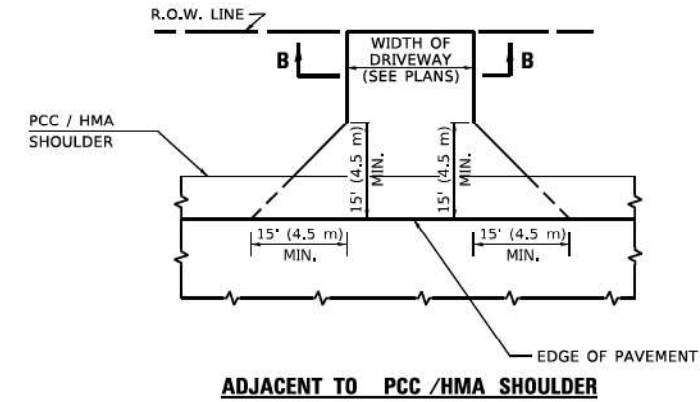 R.O.W. LINE
B
WIDTH OF
DRIVEWAY
(SEE PLANS)
B
PCC / HMA
SHOULDER
15' (4.5 m)
MIN.
15' (4.5 m)
MIN.
15' (4.5 m)
MIN.
15' (4.5 m)
MIN.
EDGE OF PAVEMENT
ADJACENT TO PCC /HMA SHOULDER